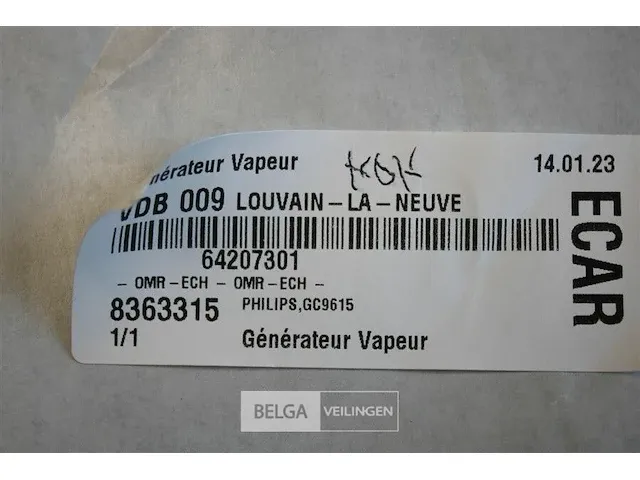 nérateur Vapeur 14.01.23
VDB 009 LOUVAIN-LA-NEUVE
64207301
- OMR-ECH - OMR-ECH -
8363315 PHILIPS,GC9615
1/1 Générateur Vapeur
ECAR
BELGA VEILINGEN